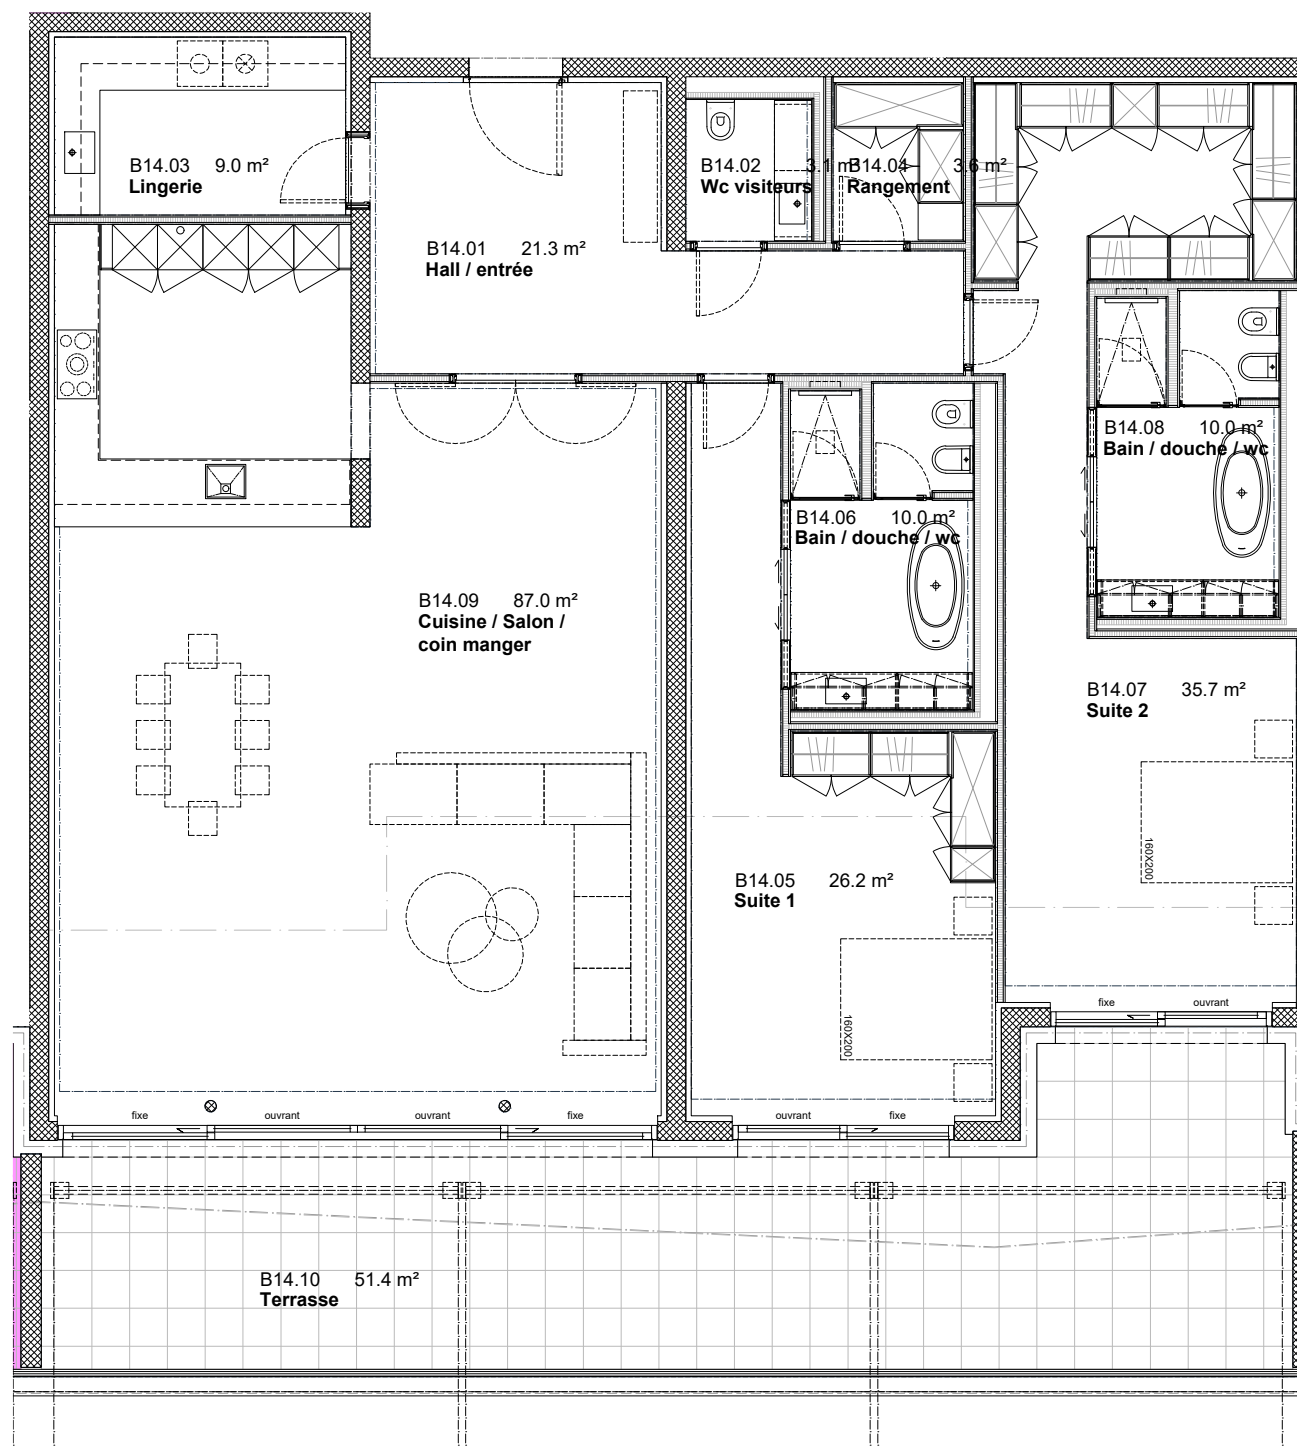 B14.03 9.0 m²
Lingerie
B14.02 3.1 m²
Wc visiteurs
B14.04 3.6 m²
Rangement
B14.01 21.3 m²
Hall / entrée
B14.08 10.0 m²
Bain / douche / wc
B14.06 10.0 m²
Bain / douche / wc
B14.09 87.0 m²
Cuisine / Salon /
coin manger
B14.07 35.7 m²
Suite 2
160X200
B14.05 26.2 m²
Suite 1
160X200
fixe ouvrant
fixe ouvrant ouvrant fixe ouvrant fixe
B14.10 51.4 m²
Terrasse